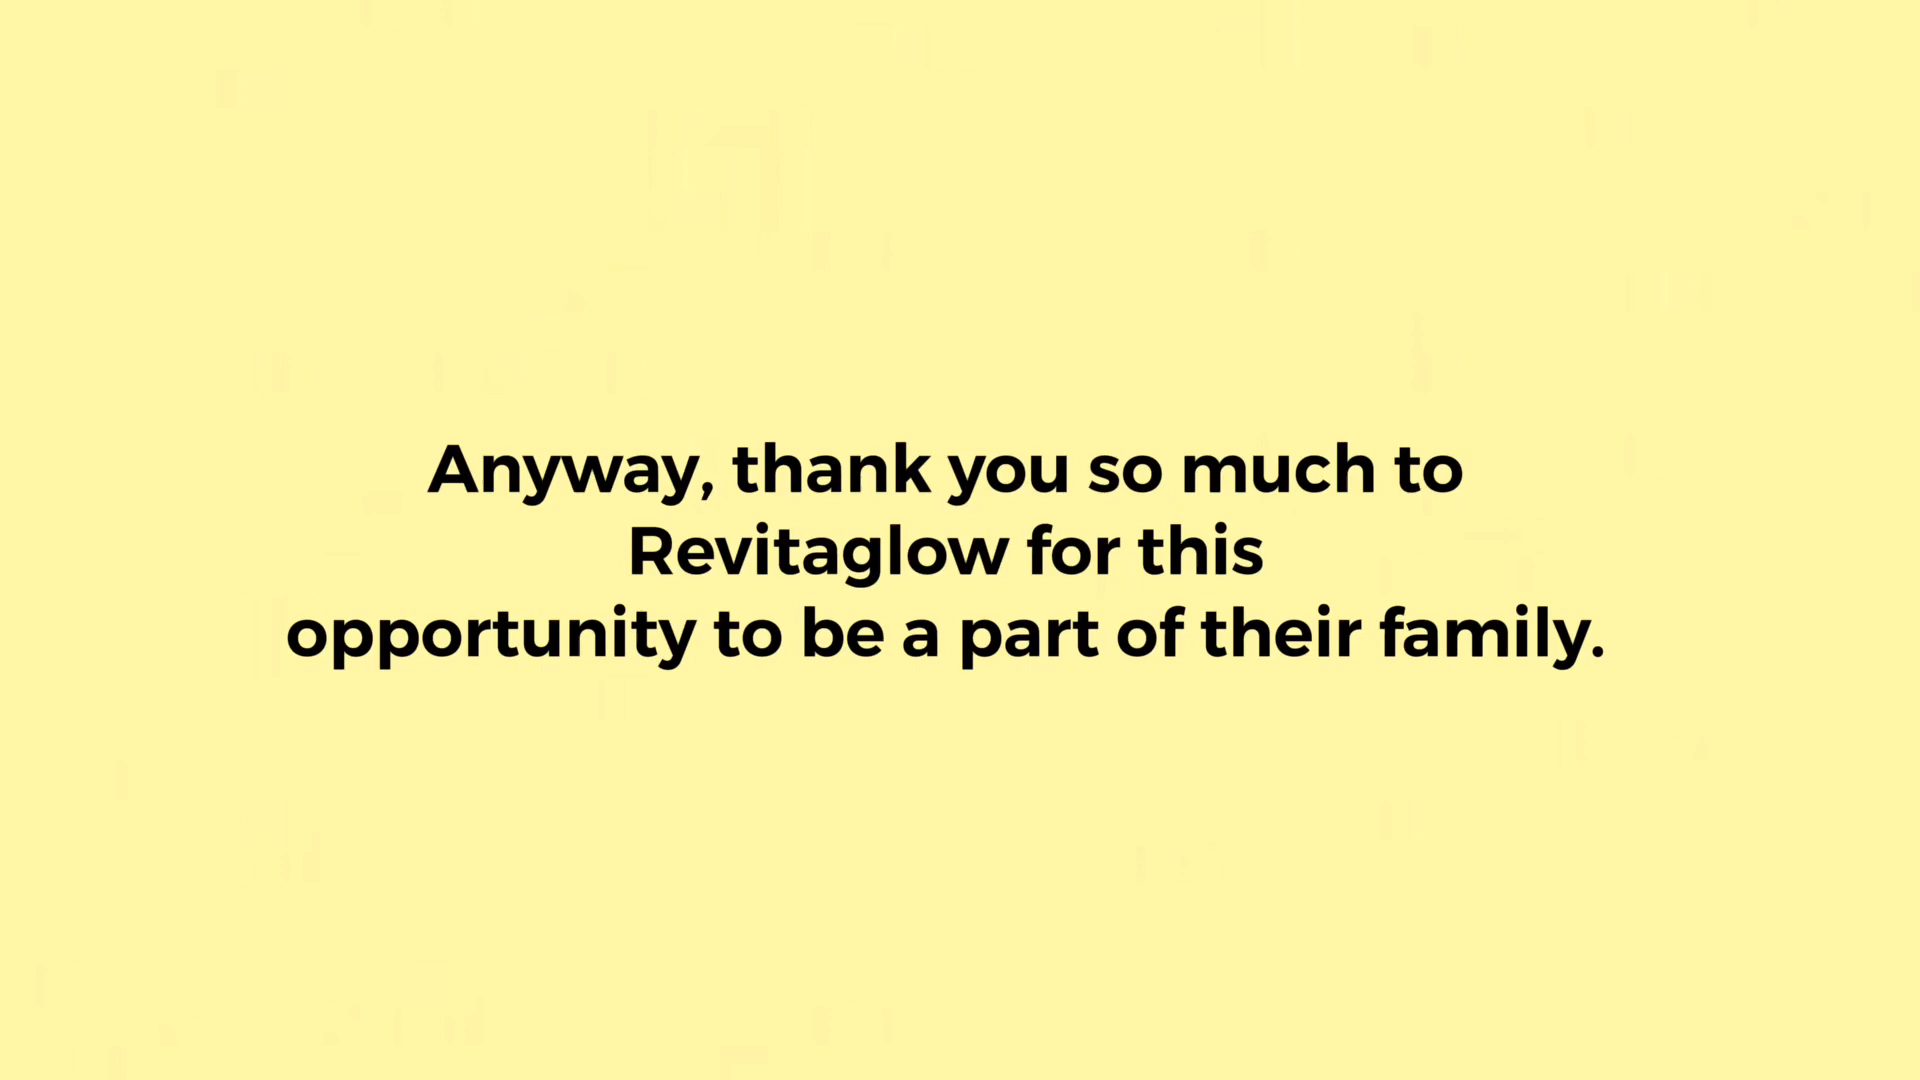 Anyway, thank you so much to
Revitaglow for this
opportunity to be a part of their family.